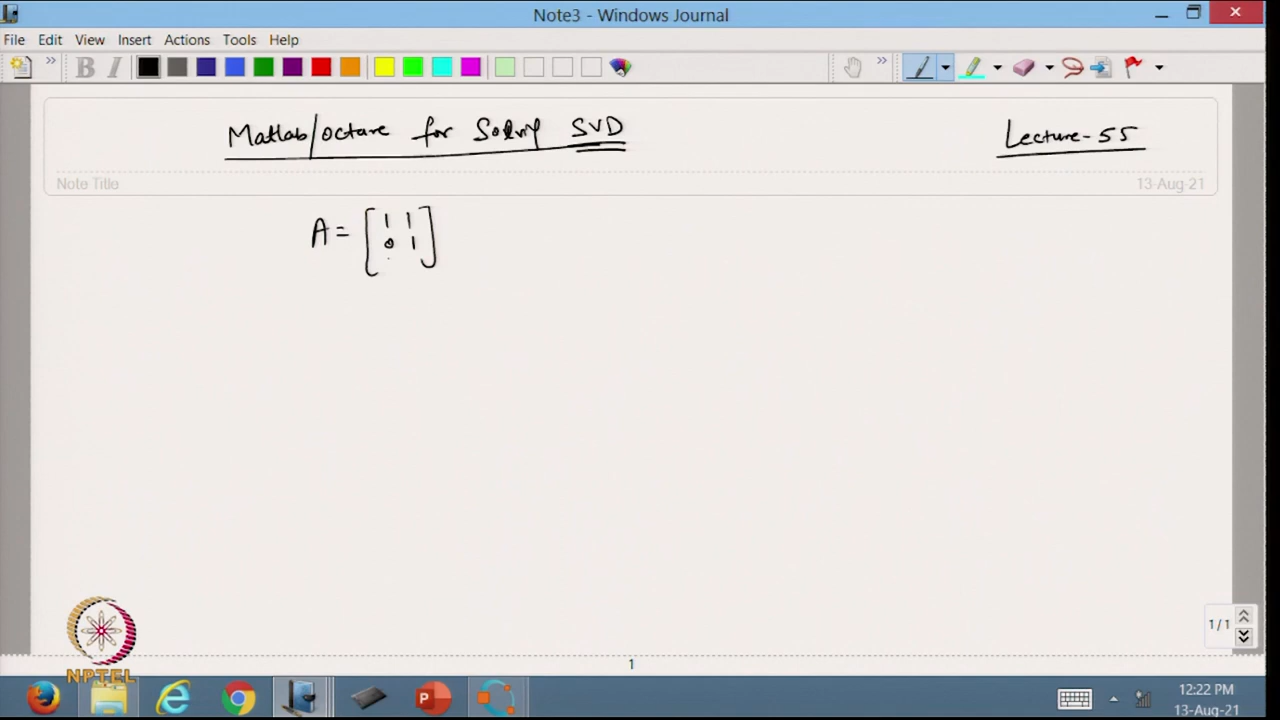 Note3 - Windows Journal
File Edit View Insert Actions Tools Help
B I
Matlab/octave for Solving SVD
Lecture-55
Note Title
13-Aug-21
A = [1 1
0 1]
1/1
NPTEL
1
12:22 PM
13-Aug-21